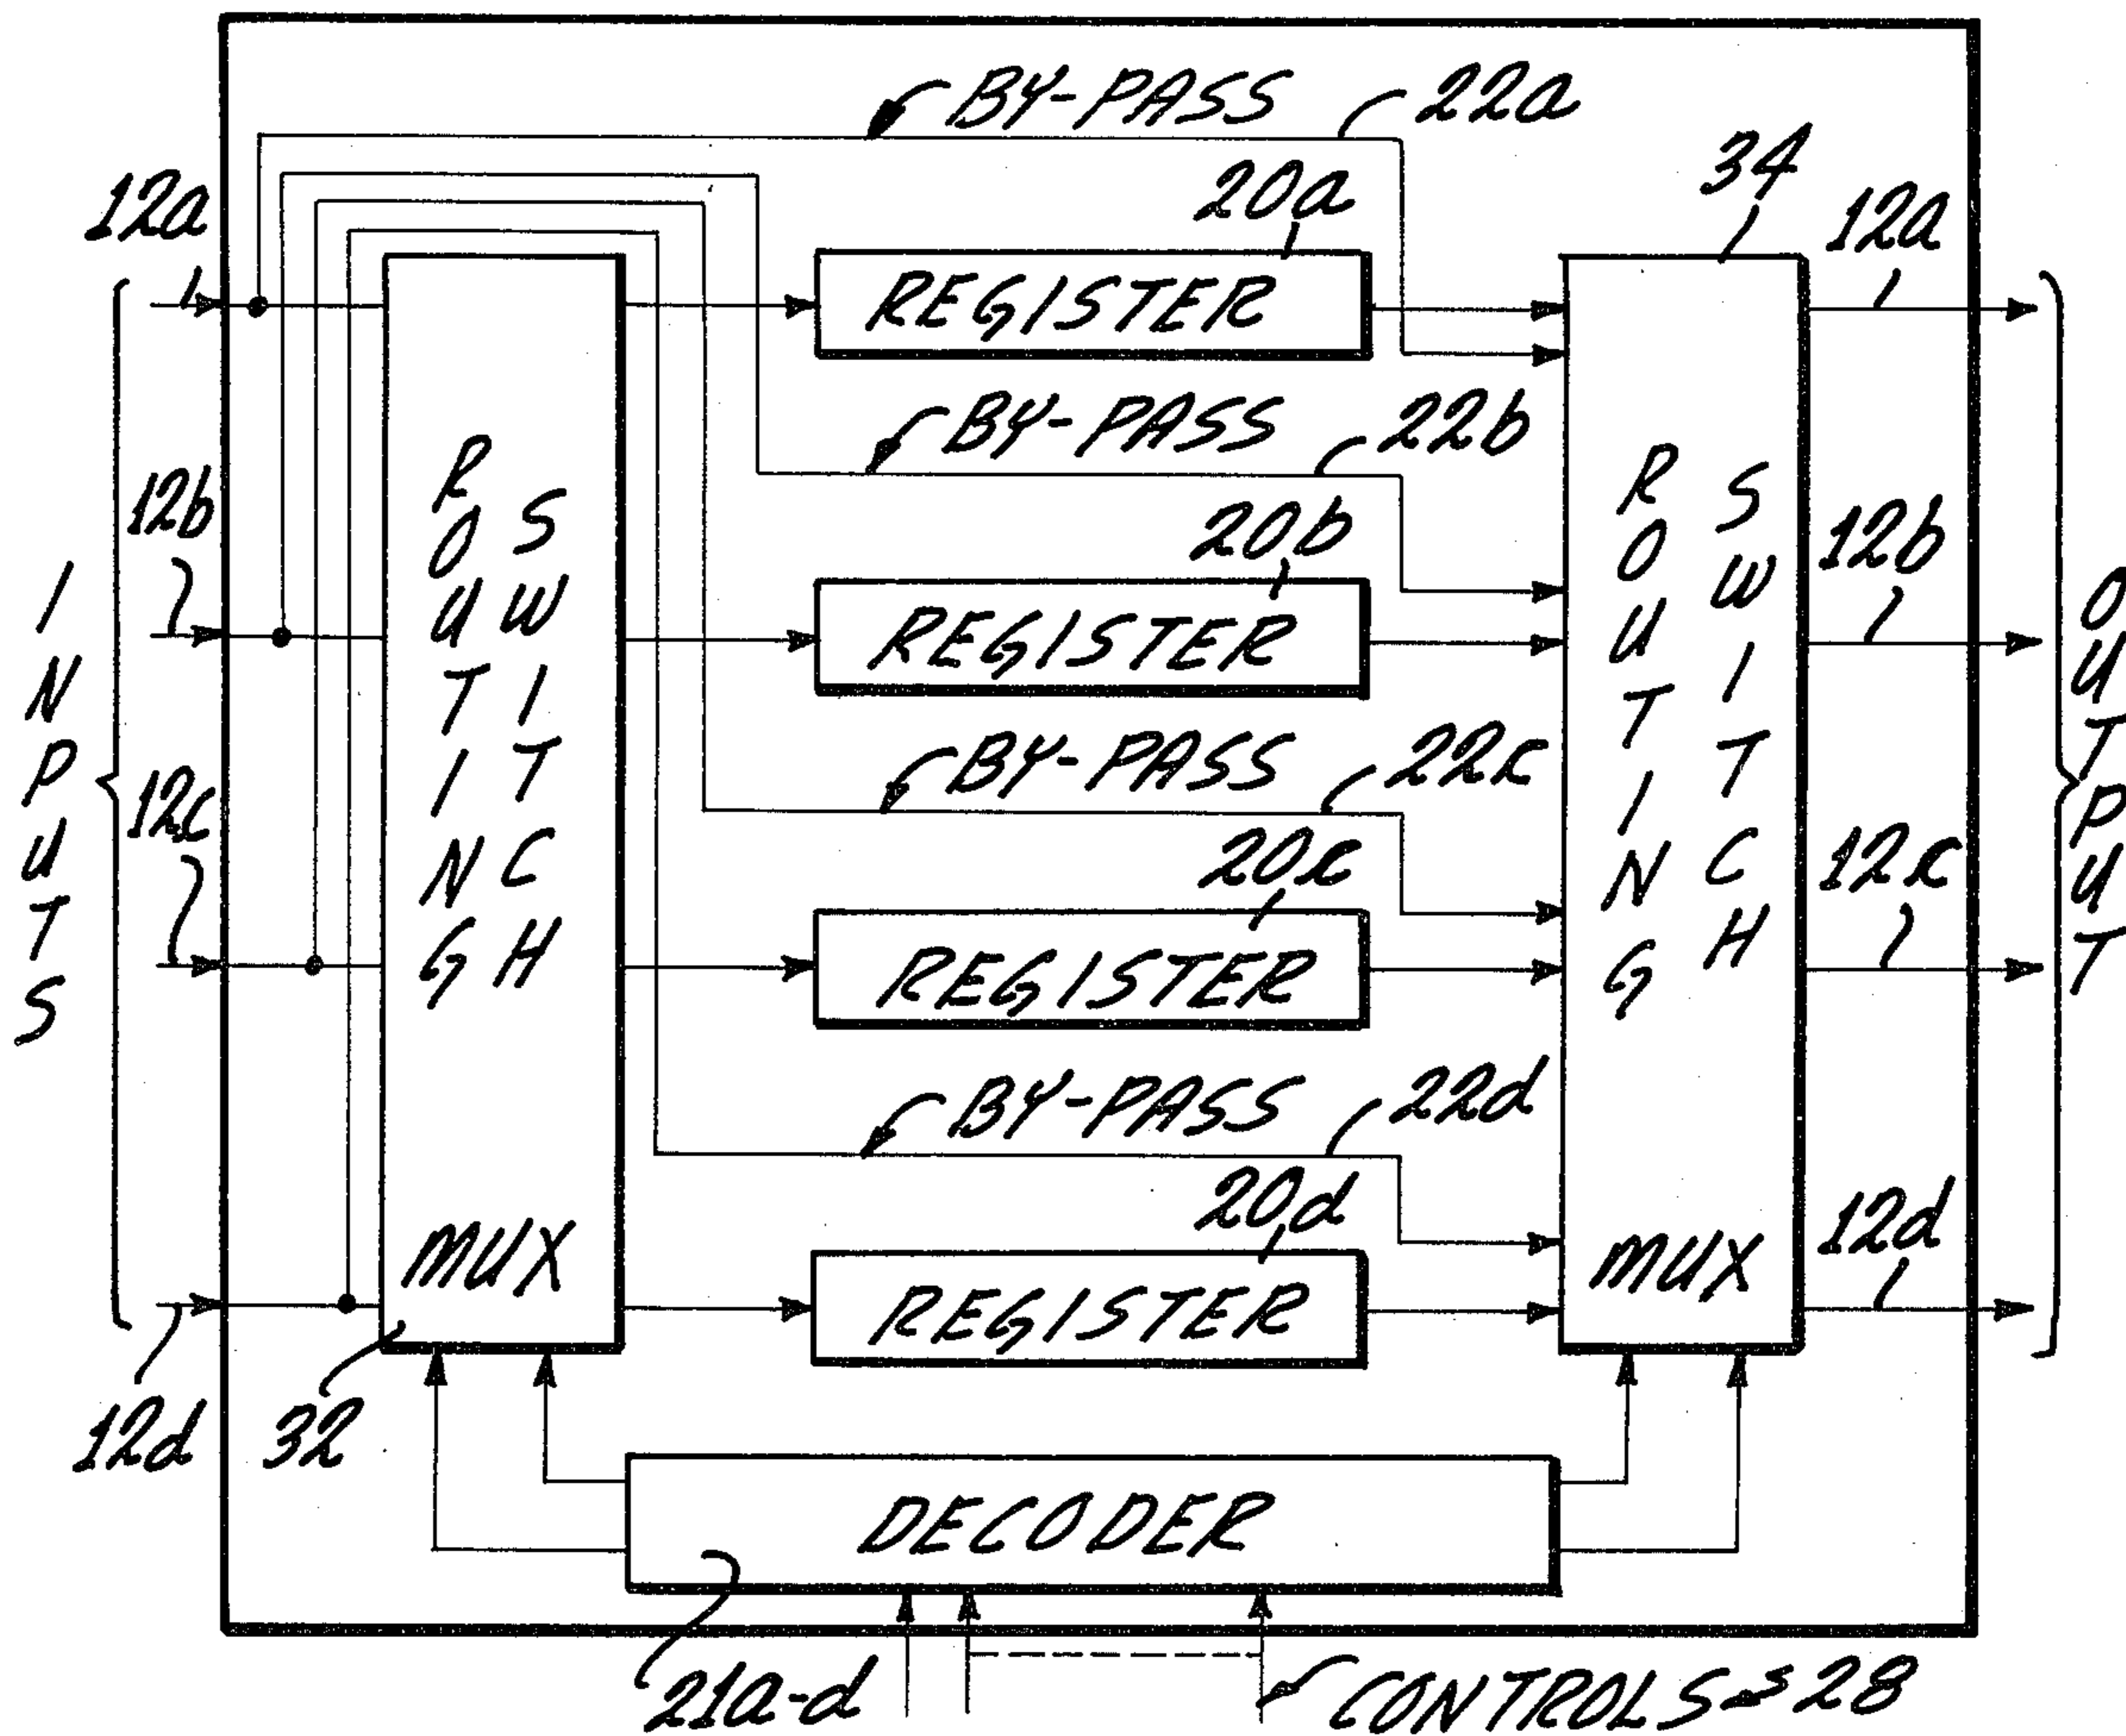 BY-PASS 22a
34
12a
20a
12a
REGISTER
BY-PASS 22b
12b
20b
12b
REGISTER
INPUTS
ROUTING SWITCH
ROUTING SWITCH
OUTPUT
BY-PASS 22c
12c
20c
12c
REGISTER
BY-PASS 22d
20d
12d
MUX
REGISTER
MUX
12d
32
DECODER
21a-d
CONTROLS 28